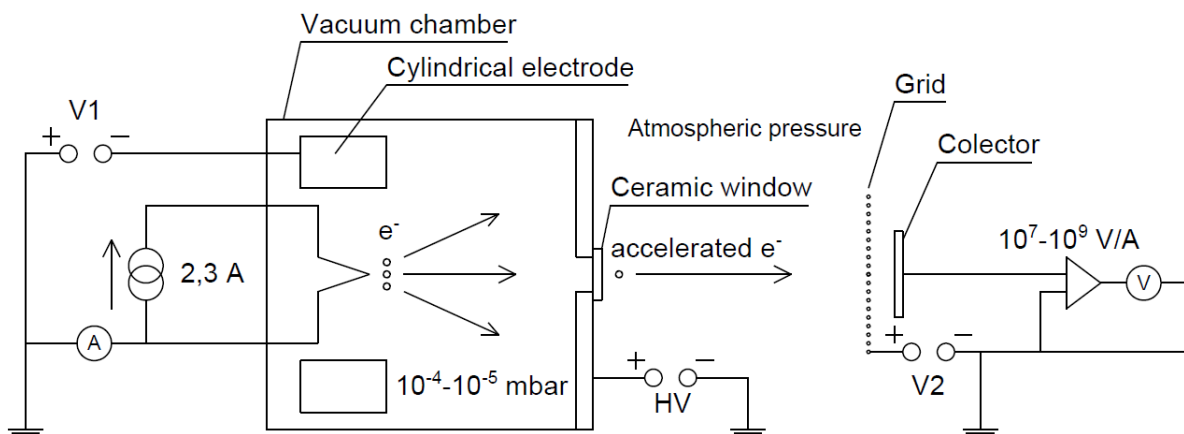 Vacuum chamber
Cylindrical electrode
V1
+ −
Grid
Atmospheric pressure
Colector
Ceramic window
e⁻
accelerated e⁻
10⁷-10⁹ V/A
2,3 A
V
A
+ −
V2
10⁻⁴-10⁻⁵ mbar
+ −
HV